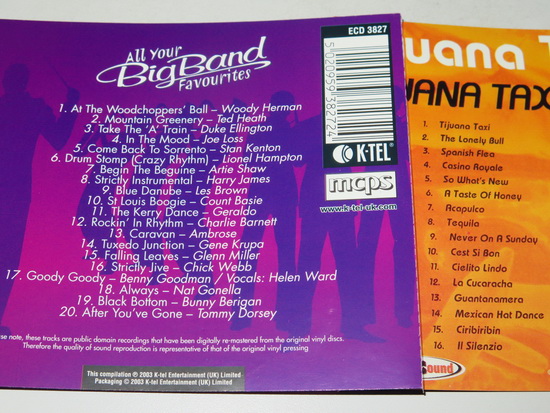 All Your
BigBand
Favourites
ECD 3827
5020959382724
K-TEL®
mcps
www.k-tel-uk.com
1. At The Woodchoppers' Ball – Woody Herman
2. Mountain Greenery – Ted Heath
3. Take The 'A' Train – Duke Ellington
4. In The Mood – Joe Loss
5. Come Back To Sorrento – Stan Kenton
6. Drum Stomp (Crazy Rhythm) – Lionel Hampton
7. Begin The Beguine – Artie Shaw
8. Strictly Instrumental – Harry James
9. Blue Danube – Les Brown
10. St Louis Boogie – Count Basie
11. The Kerry Dance – Geraldo
12. Rockin' In Rhythm – Charlie Barnett
13. Caravan – Ambrose
14. Tuxedo Junction – Gene Krupa
15. Falling Leaves – Glenn Miller
16. Strictly Jive – Chick Webb
17. Goody Goody – Benny Goodman / Vocals: Helen Ward
18. Always – Nat Gonella
19. Black Bottom – Bunny Berigan
20. After You've Gone – Tommy Dorsey
se note, these tracks are public domain recordings that have been digitally re-mastered from the original vinyl discs.
Therefore the quality of sound reproduction is representative of that of the original vinyl pressing
This compilation ℗ 2003 K-tel Entertainment (UK) Limited
Packaging © 2003 K-tel Entertainment (UK) Limited
uana T
UANA TAX
1. Tijuana Taxi
2. The Lonely Bull
3. Spanish Flea
4. Casino Royale
5. So What's New
6. A Taste Of Honey
7. Acapulco
8. Tequila
9. Never On A Sunday
10. Cest Si Bon
11. Cielito Lindo
12. La Cucaracha
13. Guantanamera
14. Mexican Hat Dance
15. Ciribiribin
16. Il Silenzio
Sound